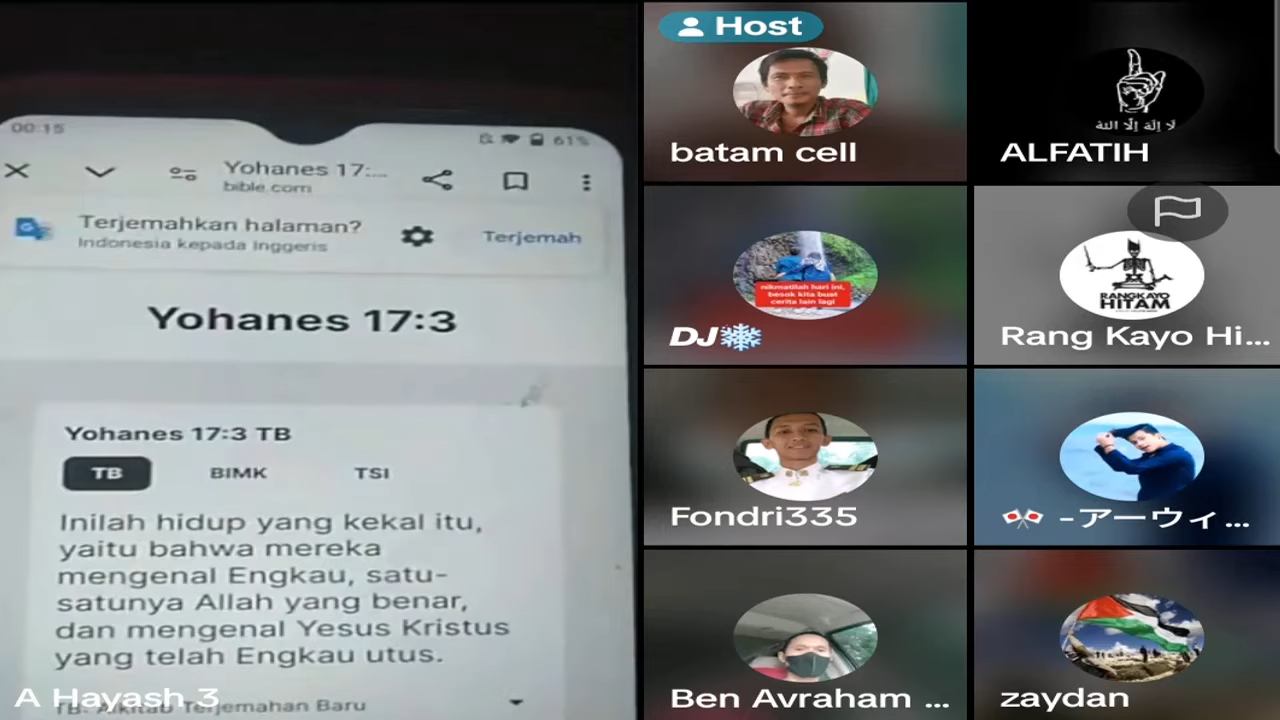 00:15
61%
Yohanes 17:...
bible.com
Terjemahkan halaman?
Indonesia kepada Inggeris
Terjemah
Yohanes 17:3
Yohanes 17:3 TB
TB BIMK TSI
Inilah hidup yang kekal itu,
yaitu bahwa mereka
mengenal Engkau, satu-
satunya Allah yang benar,
dan mengenal Yesus Kristus
yang telah Engkau utus.
TB: Alkitab Terjemahan Baru
A Hayash 3
Host
batam cell
لا إله إلا الله
ALFATIH
nikmatilah hari ini,
besok kita buat
cerita lain lagi
DJ❄️
RANGKAYO
HITAM
Rang Kayo Hi...
Fondri335
🎌 -アーウィ...
Ben Avraham ...
zaydan